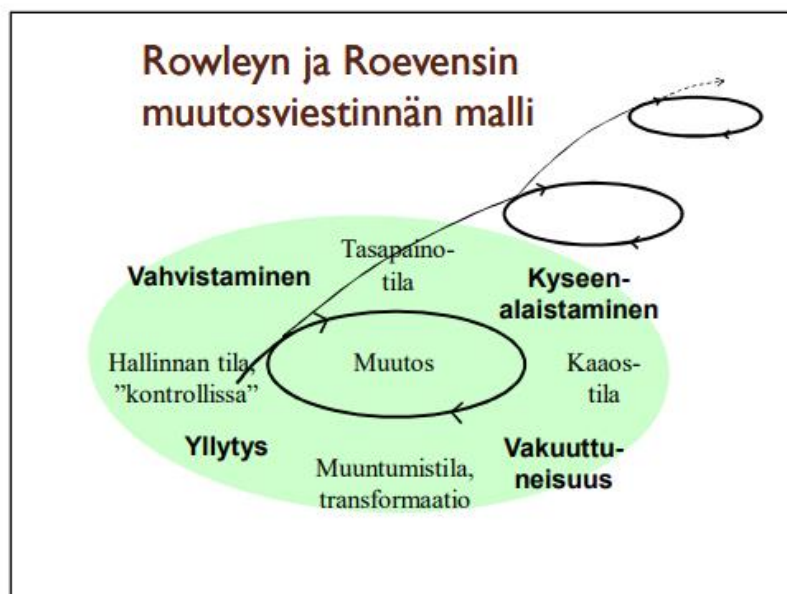 Rowleyn ja Roevensin
muutosviestinnän malli
Tasapaino-
tila
Vahvistaminen
Kyseen-
alaistaminen
Hallinnan tila,
”kontrollissa”
Muutos
Kaaos-
tila
Yllytys
Muuntumistila,
transformaatio
Vakuuttu-
neisuus